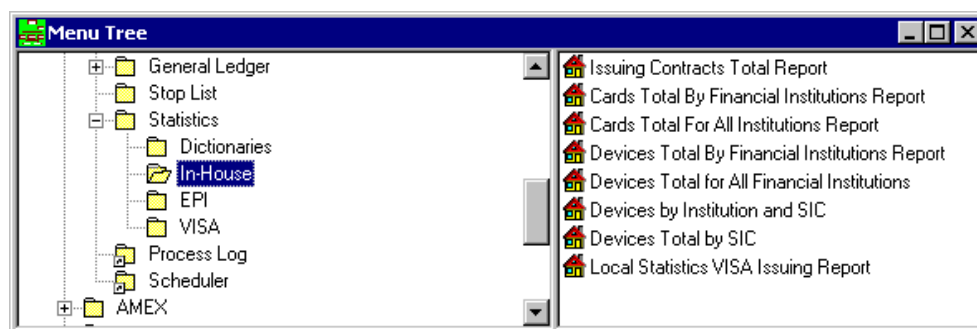 Menu Tree
General Ledger
Stop List
Statistics
Dictionaries
In-House
EPI
VISA
Process Log
Scheduler
AMEX
Issuing Contracts Total Report
Cards Total By Financial Institutions Report
Cards Total For All Institutions Report
Devices Total By Financial Institutions Report
Devices Total for All Financial Institutions
Devices by Institution and SIC
Devices Total by SIC
Local Statistics VISA Issuing Report